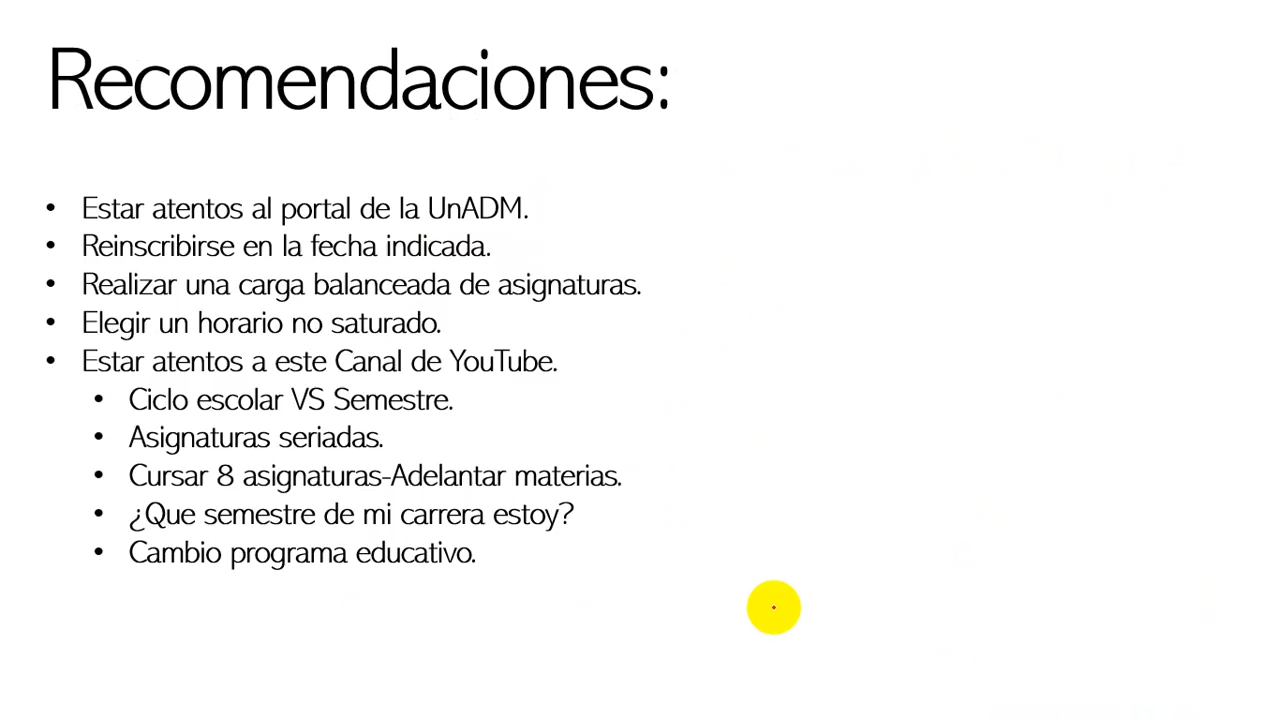 Recomendaciones:
• Estar atentos al portal de la UnADM.
• Reinscribirse en la fecha indicada.
• Realizar una carga balanceada de asignaturas.
• Elegir un horario no saturado.
• Estar atentos a este Canal de YouTube.
• Ciclo escolar VS Semestre.
• Asignaturas seriadas.
• Cursar 8 asignaturas-Adelantar materias.
• ¿Que semestre de mi carrera estoy?
• Cambio programa educativo.